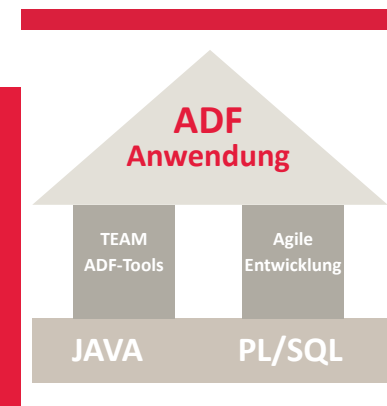 ADF
Anwendung
TEAM
ADF-Tools
Agile
Entwicklung
JAVA
PL/SQL